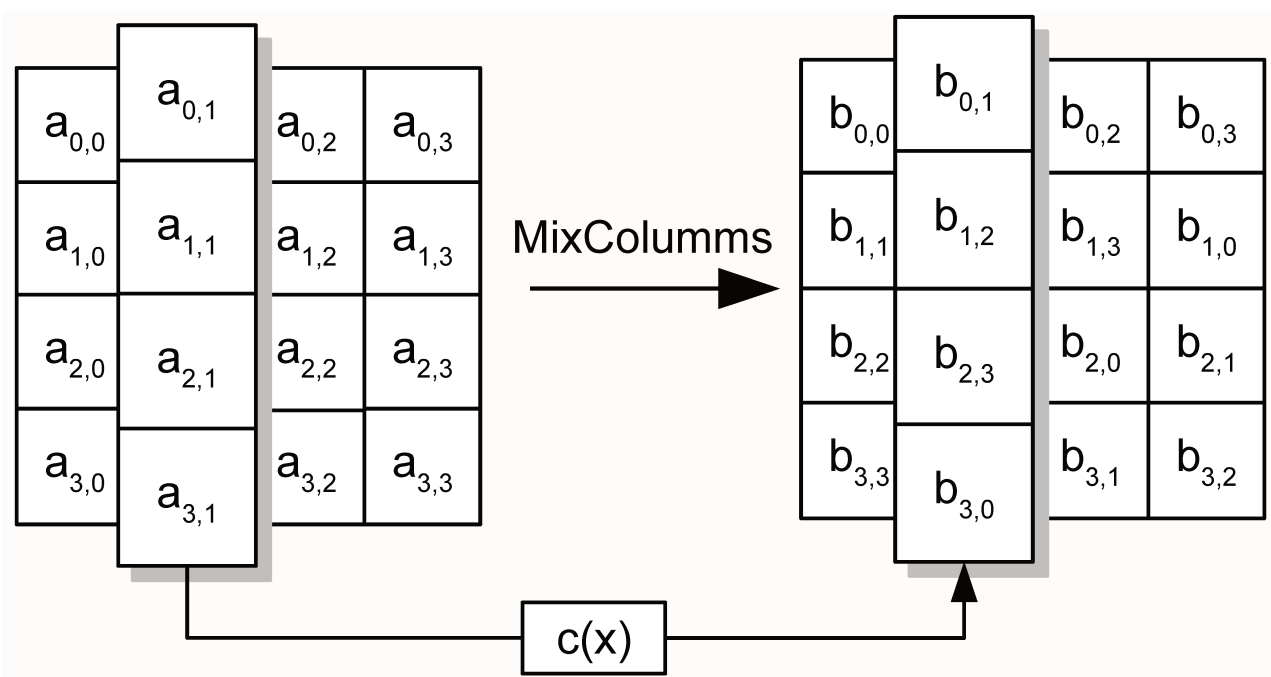 a0,0 a0,1 a0,2 a0,3 b0,0 b0,1 b0,2 b0,3
a1,0 a1,1 a1,2 a1,3 MixColumms b1,1 b1,2 b1,3 b1,0
a2,0 a2,1 a2,2 a2,3 b2,2 b2,3 b2,0 b2,1
a3,0 a3,1 a3,2 a3,3 b3,3 b3,0 b3,1 b3,2
c(x)